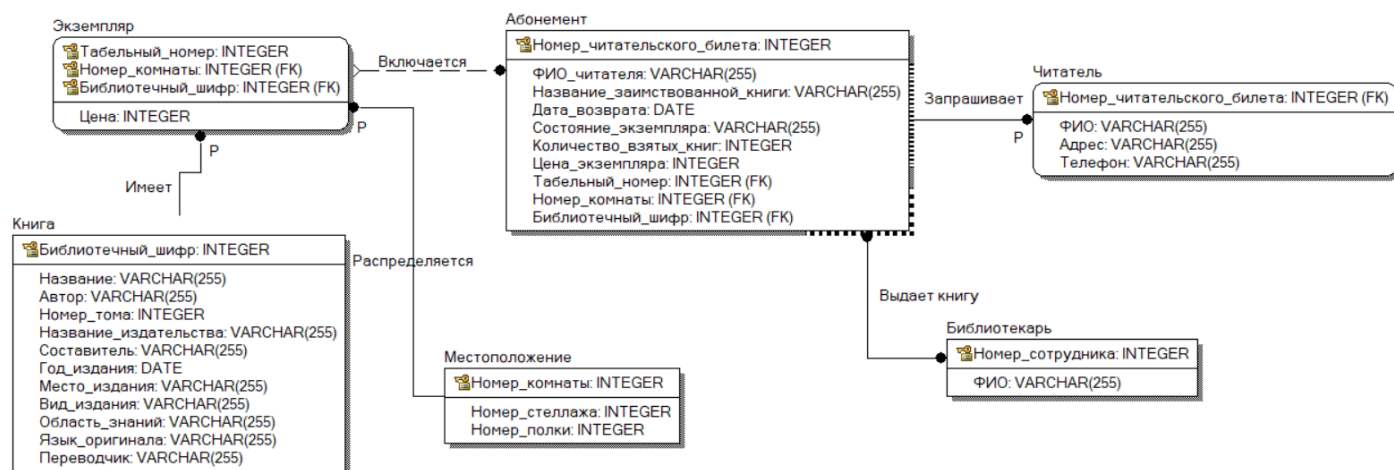 Экземпляр
Табельный_номер: INTEGER
Номер_комнаты: INTEGER (FK)
Библиотечный_шифр: INTEGER (FK)
Цена: INTEGER
P
P
Включается
Абонемент
Номер_читательского_билета: INTEGER
ФИО_читателя: VARCHAR(255)
Название_заимствованной_книги: VARCHAR(255)
Дата_возврата: DATE
Состояние_экземпляра: VARCHAR(255)
Количество_взятых_книг: INTEGER
Цена_экземпляра: INTEGER
Табельный_номер: INTEGER (FK)
Номер_комнаты: INTEGER (FK)
Библиотечный_шифр: INTEGER (FK)
Запрашивает
P
Читатель
Номер_читательского_билета: INTEGER (FK)
ФИО: VARCHAR(255)
Адрес: VARCHAR(255)
Телефон: VARCHAR(255)
Имеет
Книга
Библиотечный_шифр: INTEGER
Название: VARCHAR(255)
Автор: VARCHAR(255)
Номер_тома: INTEGER
Название_издательства: VARCHAR(255)
Составитель: VARCHAR(255)
Год_издания: DATE
Место_издания: VARCHAR(255)
Вид_издания: VARCHAR(255)
Область_знаний: VARCHAR(255)
Язык_оригинала: VARCHAR(255)
Переводчик: VARCHAR(255)
Распределяется
Местоположение
Номер_комнаты: INTEGER
Номер_стеллажа: INTEGER
Номер_полки: INTEGER
Выдает книгу
Библиотекарь
Номер_сотрудника: INTEGER
ФИО: VARCHAR(255)